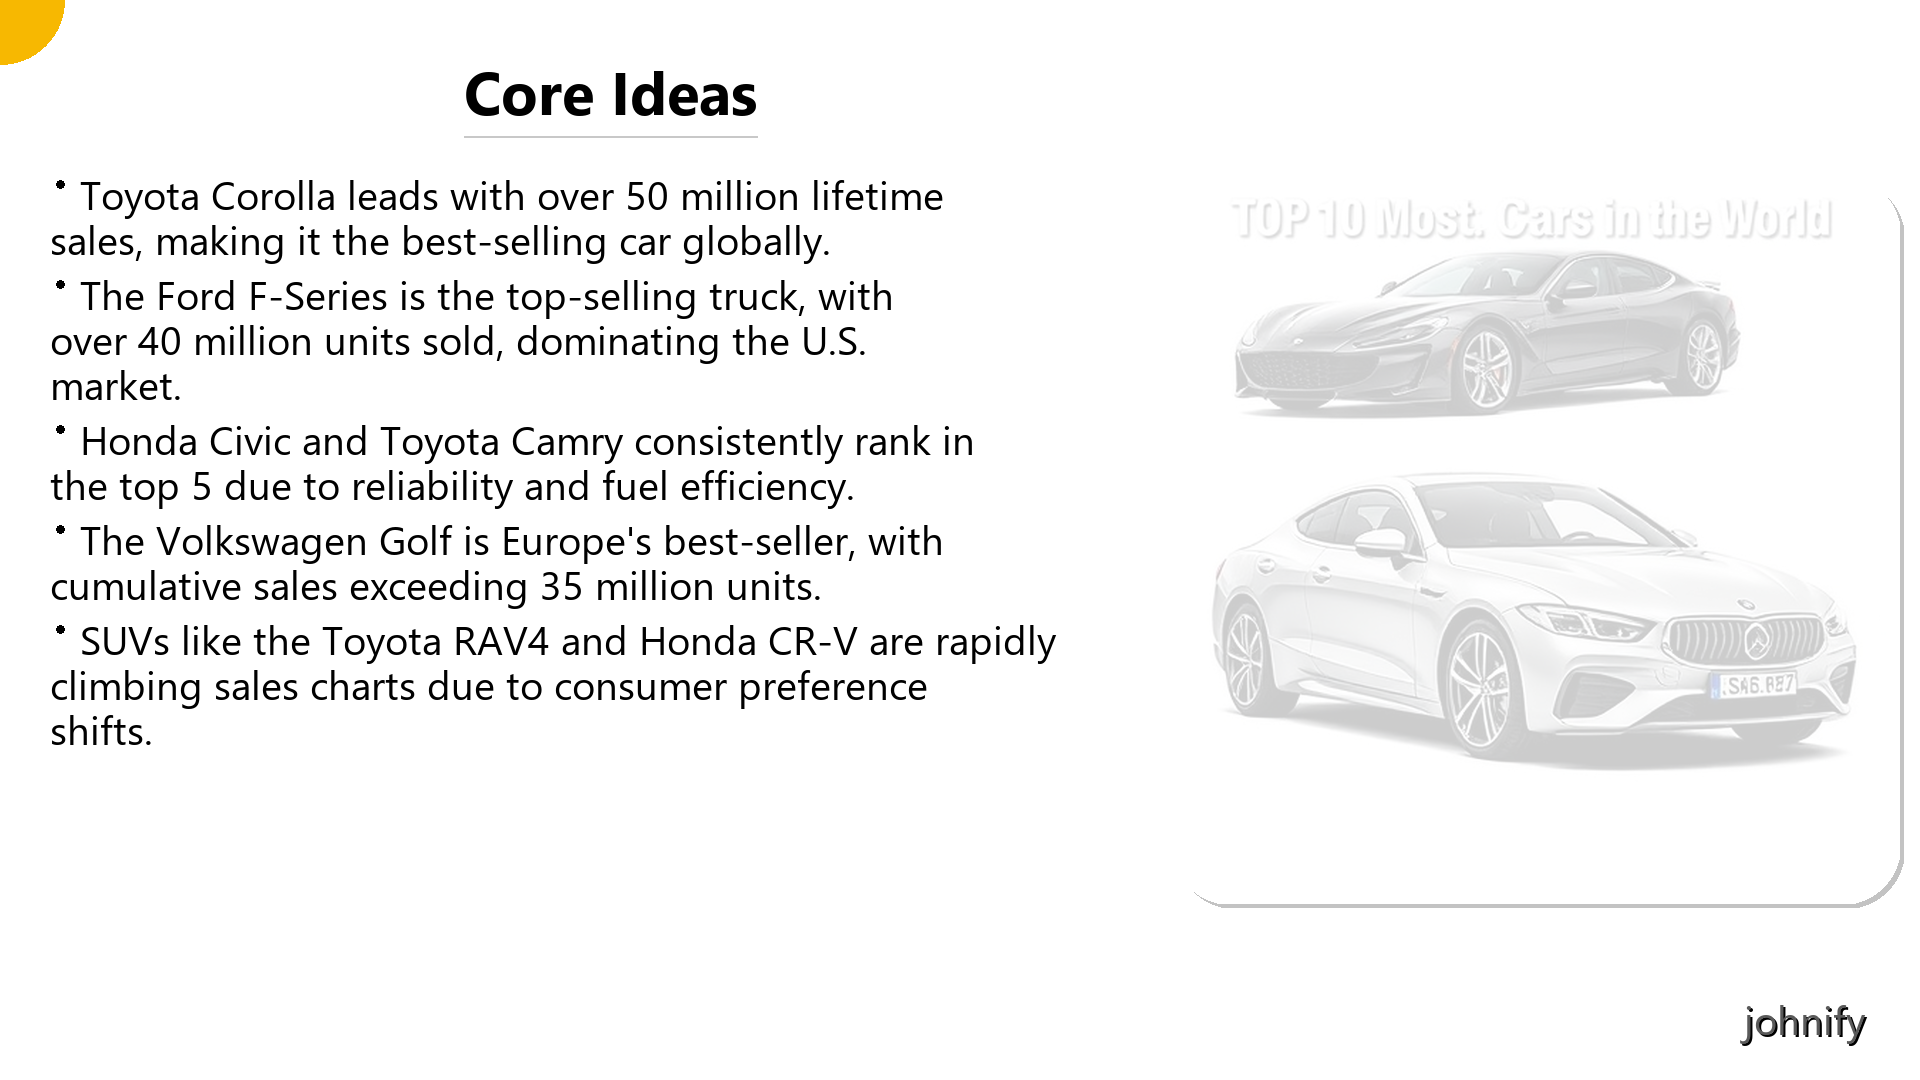 Core Ideas
• Toyota Corolla leads with over 50 million lifetime
sales, making it the best-selling car globally.
• The Ford F-Series is the top-selling truck, with
over 40 million units sold, dominating the U.S.
market.
• Honda Civic and Toyota Camry consistently rank in
the top 5 due to reliability and fuel efficiency.
• The Volkswagen Golf is Europe's best-seller, with
cumulative sales exceeding 35 million units.
• SUVs like the Toyota RAV4 and Honda CR-V are rapidly
climbing sales charts due to consumer preference
shifts.
TOP 10 Most. Cars in the World
johnify